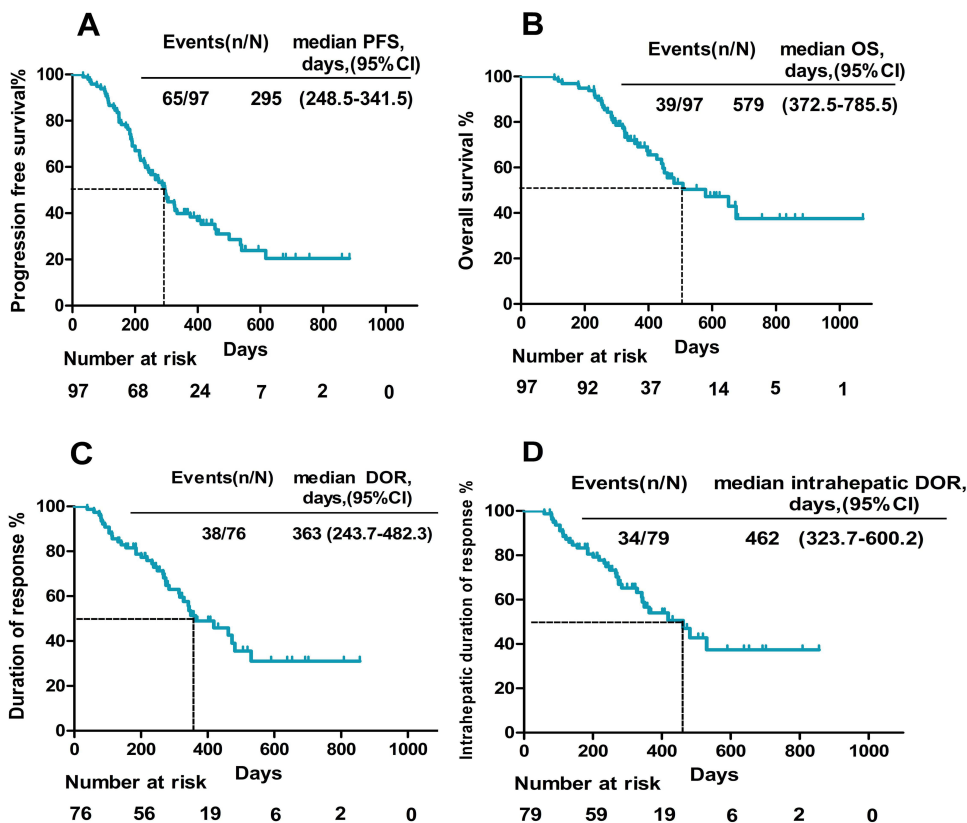 A
Events(n/N) median PFS,
days,(95%CI)
65/97 295 (248.5-341.5)
Progression free survival%
100
80
60
40
20
0
0 200 400 600 800 1000
Days
Number at risk
97 68 24 7 2 0
B
Events(n/N) median OS,
days,(95%CI)
39/97 579 (372.5-785.5)
Overall survival %
100
80
60
40
20
0
0 200 400 600 800 1000
Days
Number at risk
97 92 37 14 5 1
C
Events(n/N) median DOR,
days,(95%CI)
38/76 363 (243.7-482.3)
Duration of response %
100
80
60
40
20
0
0 200 400 600 800 1000
Days
Number at risk
76 56 19 6 2 0
D
Events(n/N) median intrahepatic DOR,
days,(95%CI)
34/79 462 (323.7-600.2)
Intrahepatic duration of response %
100
80
60
40
20
0
0 200 400 600 800 1000
Days
Number at risk
79 59 19 6 2 0